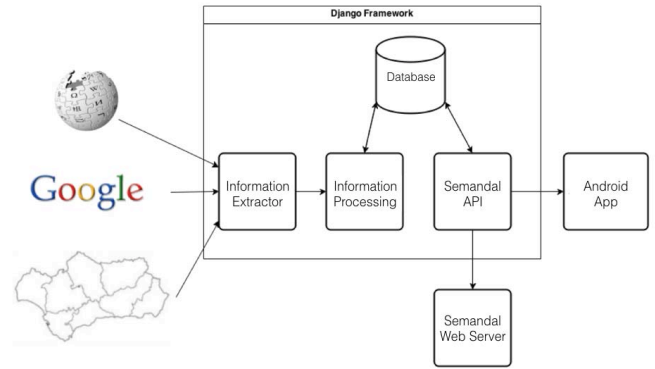 Django Framework
Database
Google
Information
Extractor
Information
Processing
Semandal
API
Android
App
Semandal
Web Server